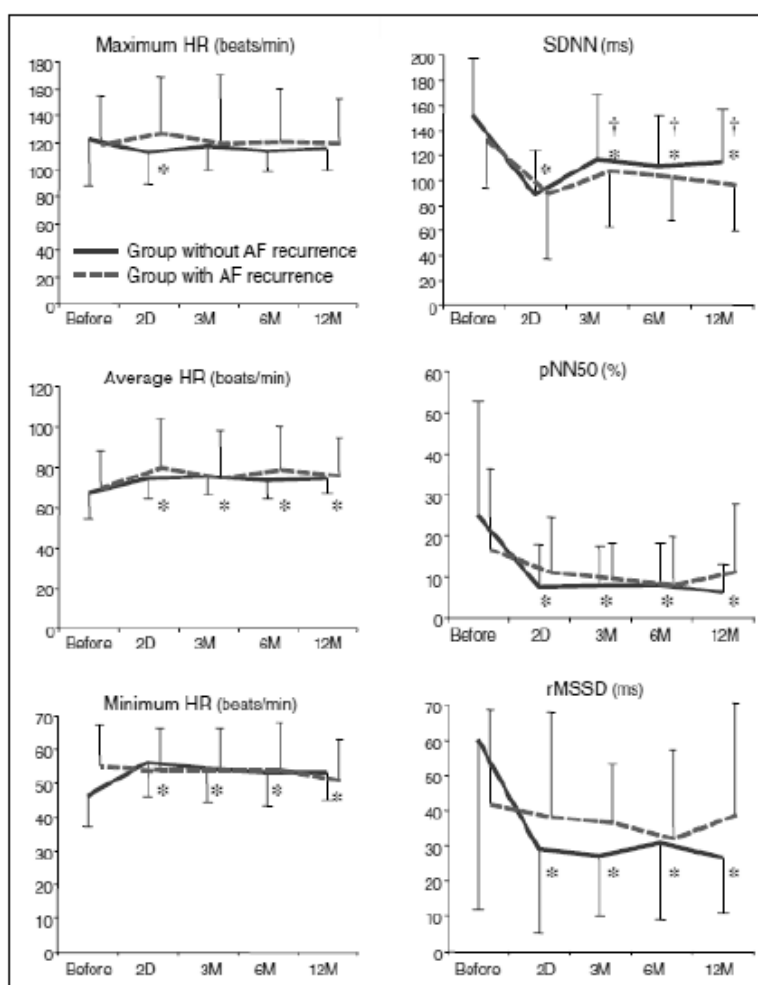 Maximum HR (beats/min)
180
160
140
120
100
80
60
40
20
0
Group without AF recurrence
Group with AF recurrence
*
Before 2D 3M 6M 12M
SDNN (ms)
200
180
160
140
120
100
80
60
40
20
0
† † †
* * * *
Before 2D 3M 6M 12M
Average HR (beats/min)
120
100
80
60
40
20
0
* * * *
Before 2D 3M 6M 12M
pNN50 (%)
60
50
40
30
20
10
0
* * * *
Before 2D 3M 6M 12M
Minimum HR (beats/min)
70
60
50
40
30
20
10
0
* * * *
Before 2D 3M 6M 12M
rMSSD (ms)
70
60
50
40
30
20
10
0
* * * *
Before 2D 3M 6M 12M